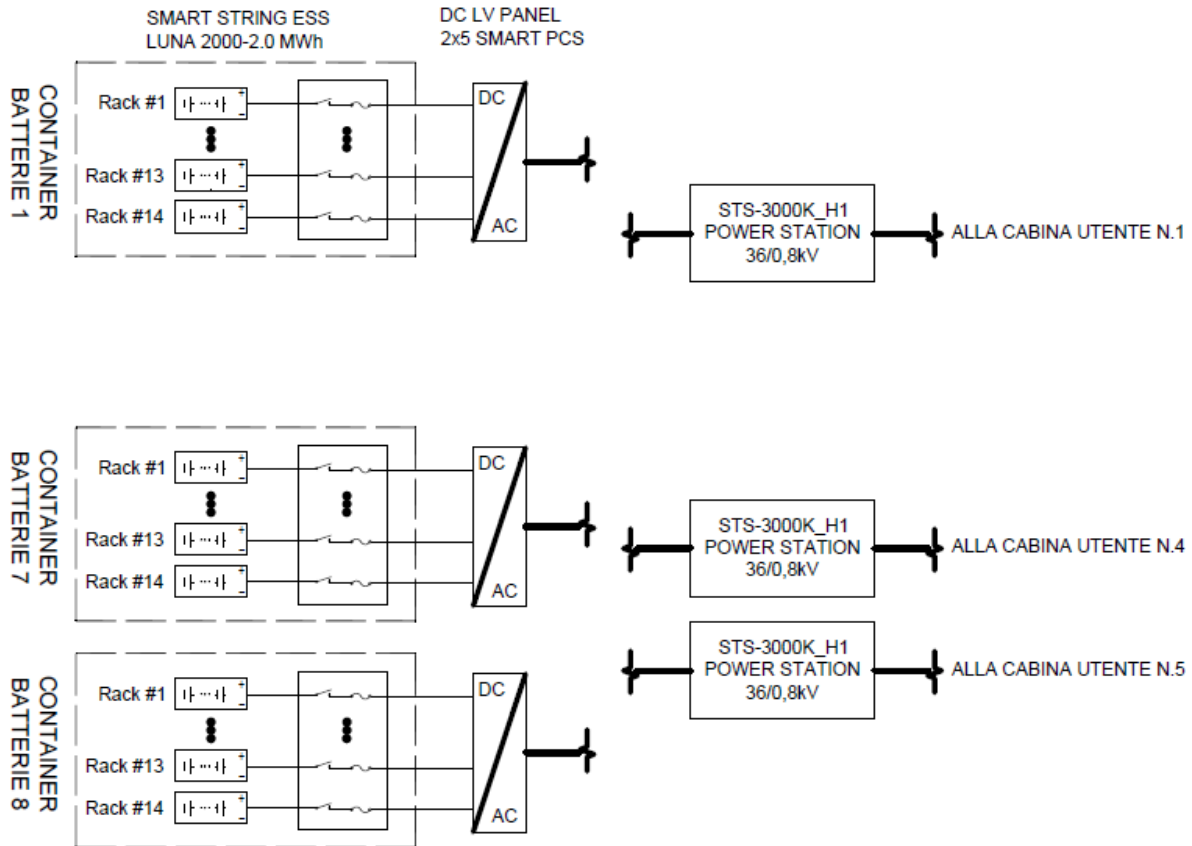 SMART STRING ESS
LUNA 2000-2.0 MWh
DC LV PANEL
2x5 SMART PCS
CONTAINER
BATTERIE 1
Rack #1
+
-
Rack #13
+
-
Rack #14
+
-
DC
AC
STS-3000K_H1
POWER STATION
36/0,8kV
ALLA CABINA UTENTE N.1
CONTAINER
BATTERIE 7
Rack #1
+
-
Rack #13
+
-
Rack #14
+
-
DC
AC
STS-3000K_H1
POWER STATION
36/0,8kV
ALLA CABINA UTENTE N.4
STS-3000K_H1
POWER STATION
36/0,8kV
ALLA CABINA UTENTE N.5
CONTAINER
BATTERIE 8
Rack #1
+
-
Rack #13
+
-
Rack #14
+
-
DC
AC